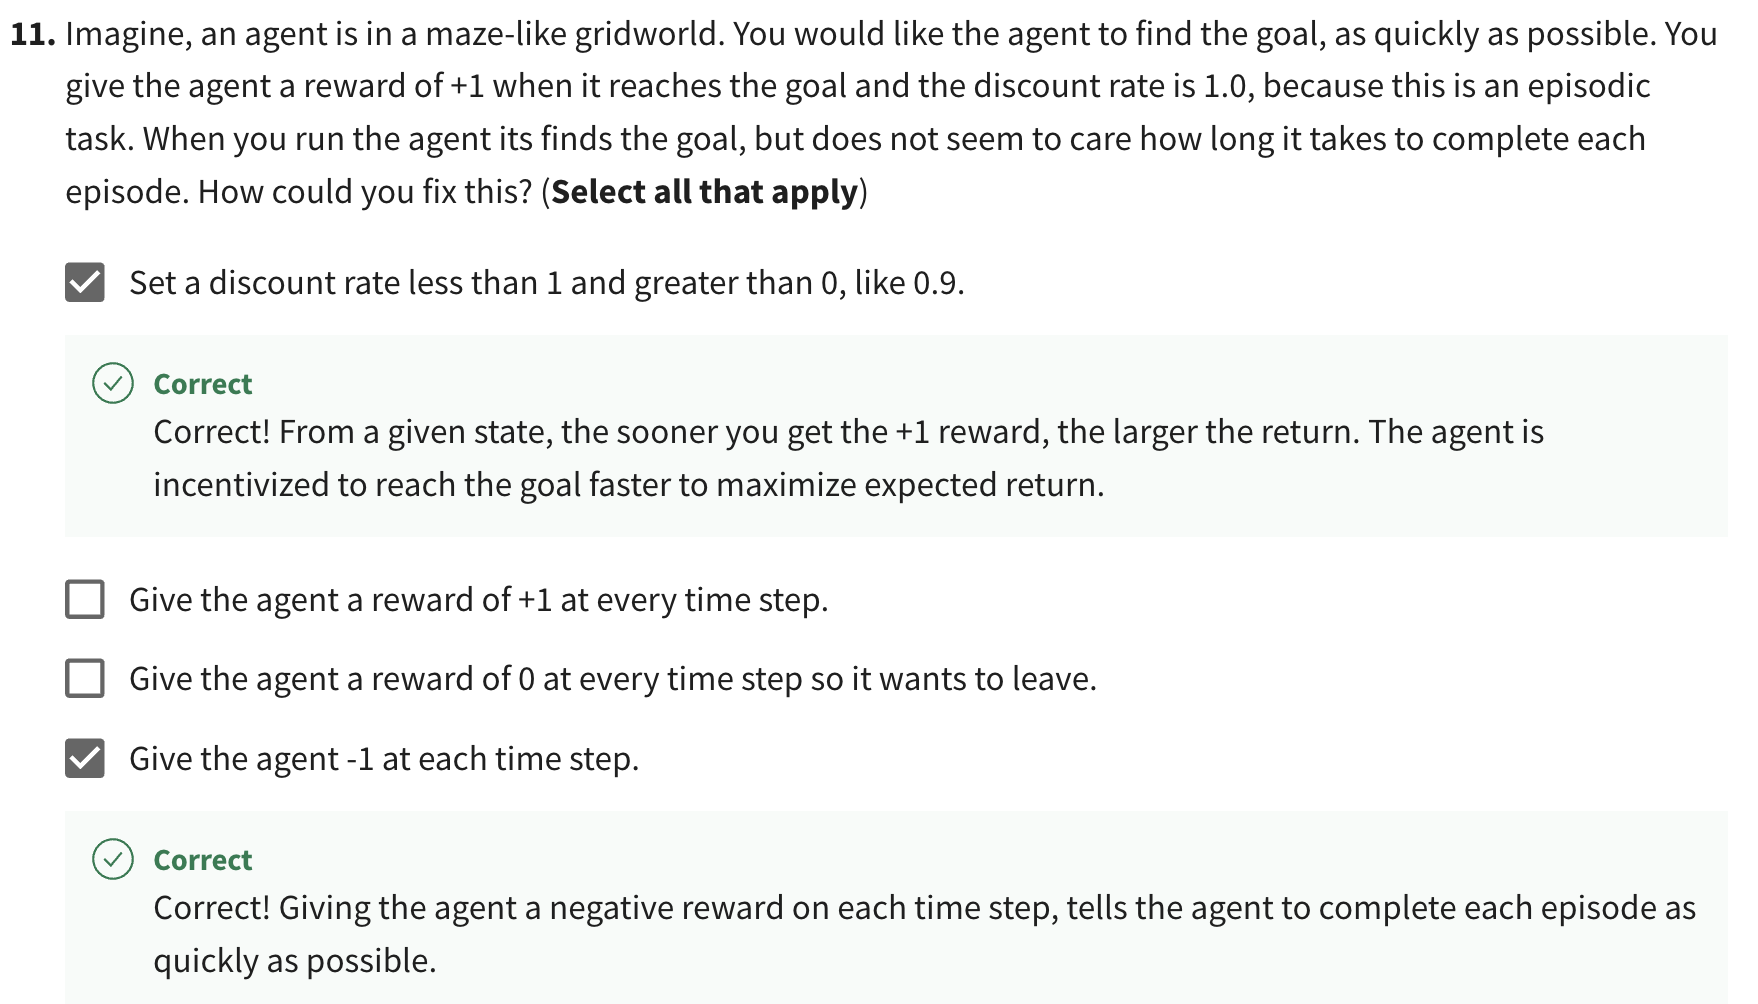 11. Imagine, an agent is in a maze-like gridworld. You would like the agent to find the goal, as quickly as possible. You
give the agent a reward of +1 when it reaches the goal and the discount rate is 1.0, because this is an episodic
task. When you run the agent its finds the goal, but does not seem to care how long it takes to complete each
episode. How could you fix this? (Select all that apply)
Set a discount rate less than 1 and greater than 0, like 0.9.
Correct
Correct! From a given state, the sooner you get the +1 reward, the larger the return. The agent is
incentivized to reach the goal faster to maximize expected return.
Give the agent a reward of +1 at every time step.
Give the agent a reward of 0 at every time step so it wants to leave.
Give the agent -1 at each time step.
Correct
Correct! Giving the agent a negative reward on each time step, tells the agent to complete each episode as
quickly as possible.